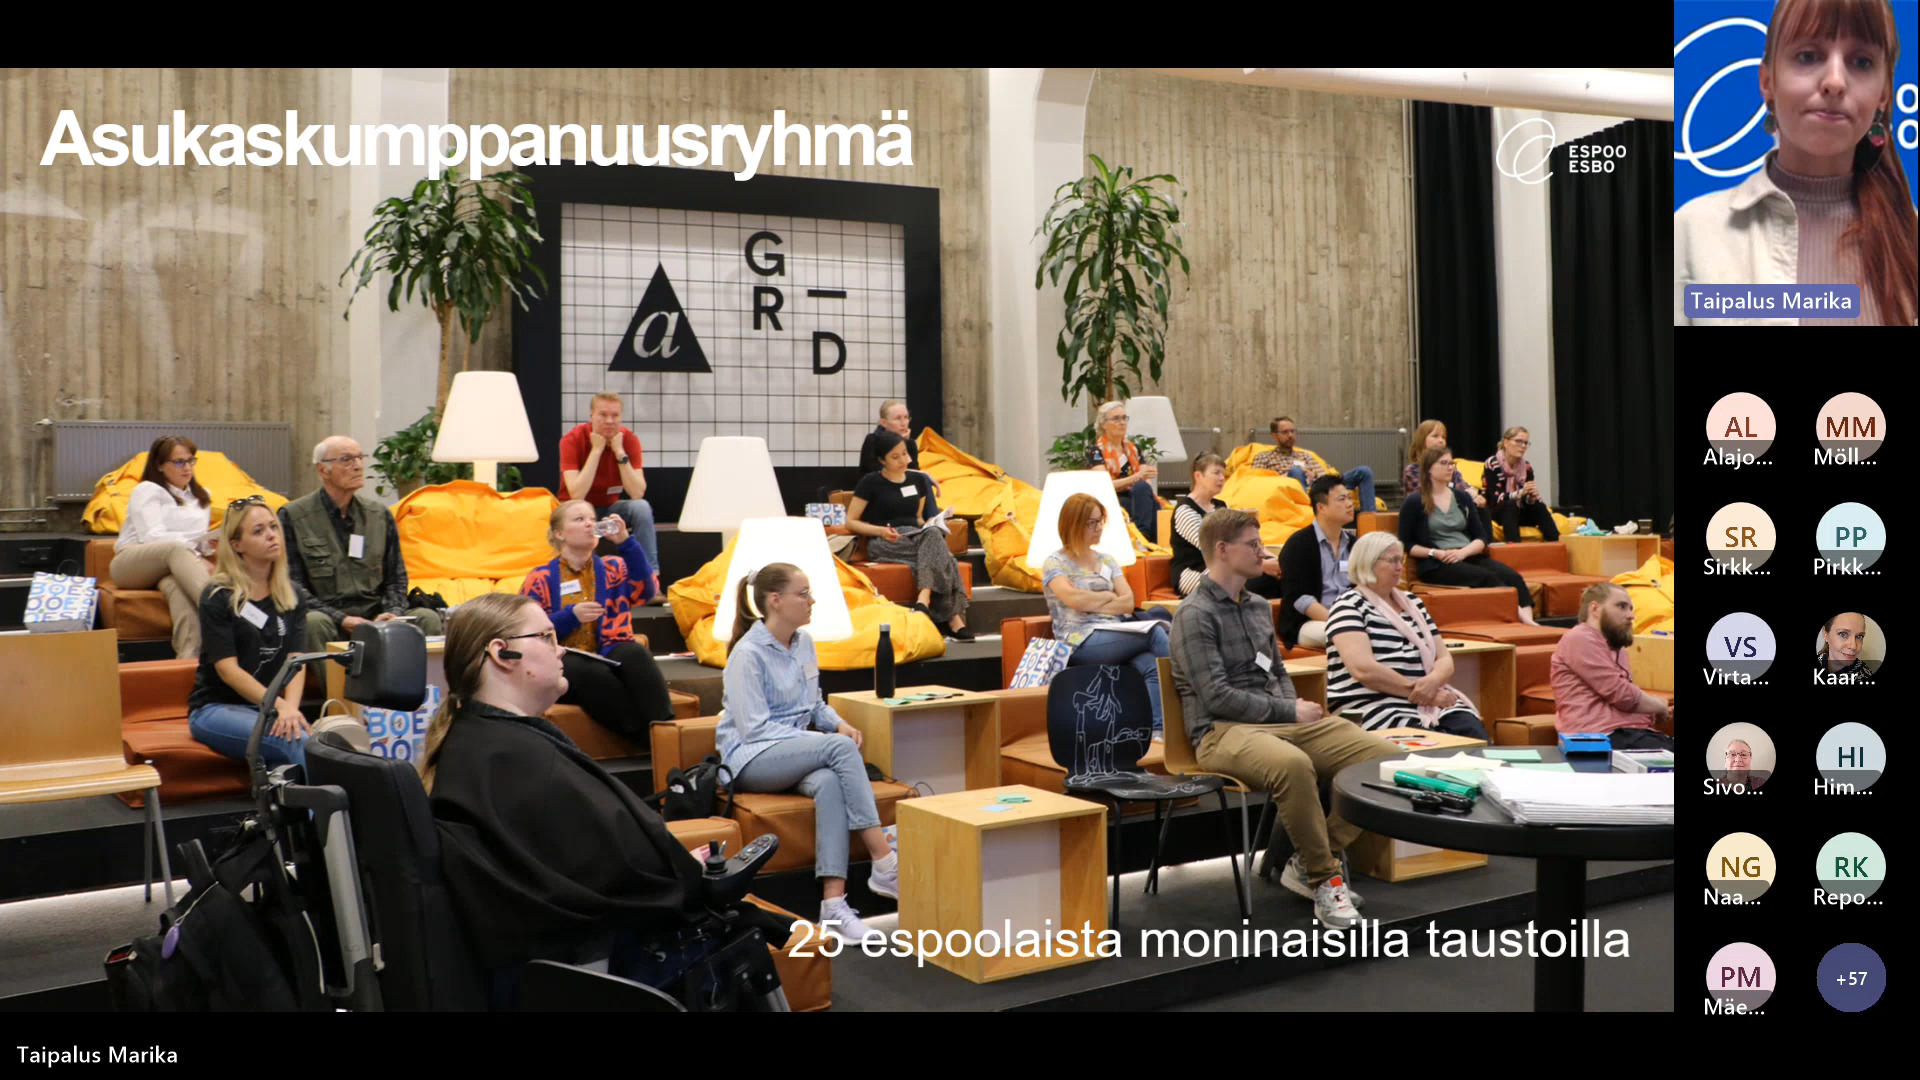 Asukaskumppanuusryhmä
ESPOO
ESBO
a
G
R
D
25 espoolaista moninaisilla taustoilla
Taipalus Marika
AL
Alajo...
MM
Möll...
SR
Sirkk...
PP
Pirkk...
VS
Virta...
Kaar...
Sivo...
HI
Him...
NG
Naa...
RK
Repo...
PM
Mäe...
+57
Taipalus Marika